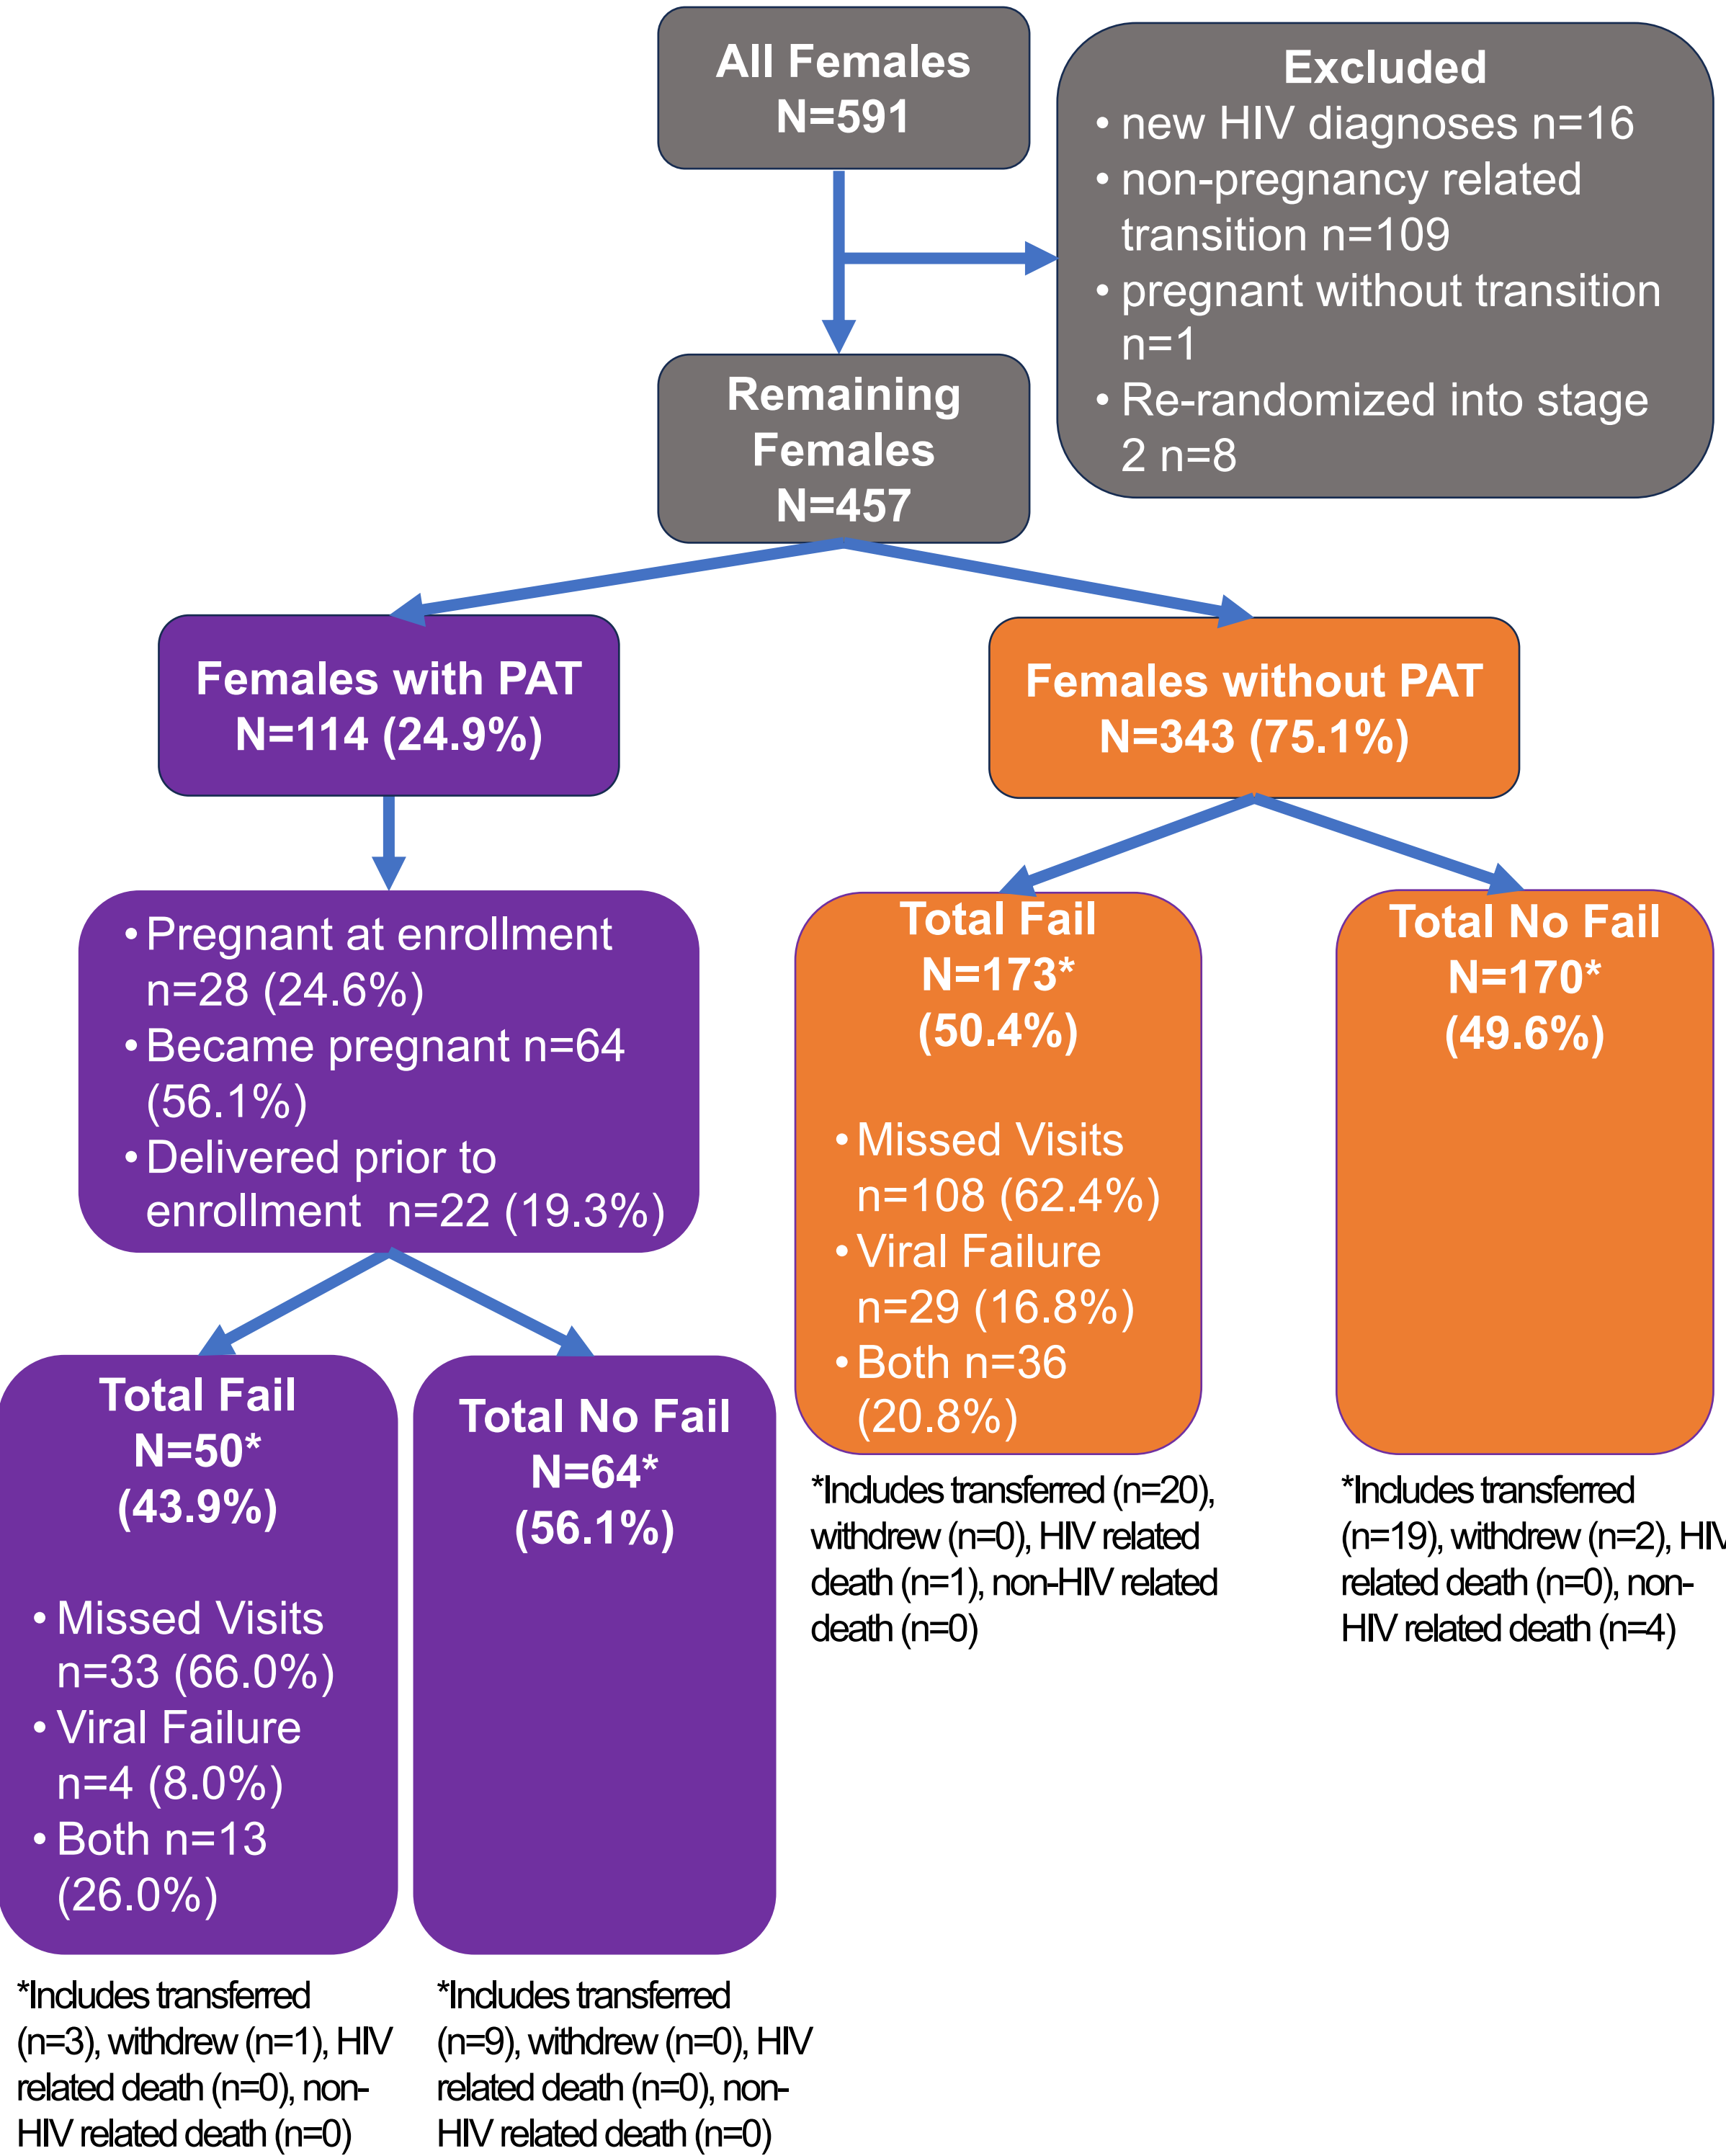 All Females
N=591
Excluded
• new HIV diagnoses n=16
• non-pregnancy related
transition n=109
• pregnant without transition
n=1
• Re-randomized into stage
2 n=8
Remaining
Females
N=457
Females with PAT
N=114 (24.9%)
Females without PAT
N=343 (75.1%)
• Pregnant at enrollment
n=28 (24.6%)
• Became pregnant n=64
(56.1%)
• Delivered prior to
enrollment n=22 (19.3%)
Total Fail
N=173*
(50.4%)
• Missed Visits
n=108 (62.4%)
• Viral Failure
n=29 (16.8%)
• Both n=36
(20.8%)
Total No Fail
N=170*
(49.6%)
Total Fail
N=50*
(43.9%)
• Missed Visits
n=33 (66.0%)
• Viral Failure
n=4 (8.0%)
• Both n=13
(26.0%)
Total No Fail
N=64*
(56.1%)
*Includes transferred (n=20),
withdrew (n=0), HIV related
death (n=1), non-HIV related
death (n=0)
*Includes transferred
(n=19), withdrew (n=2), HIV
related death (n=0), non-
HIV related death (n=4)
*Includes transferred
(n=3), withdrew (n=1), HIV
related death (n=0), non-
HIV related death (n=0)
*Includes transferred
(n=9), withdrew (n=0), HIV
related death (n=0), non-
HIV related death (n=0)